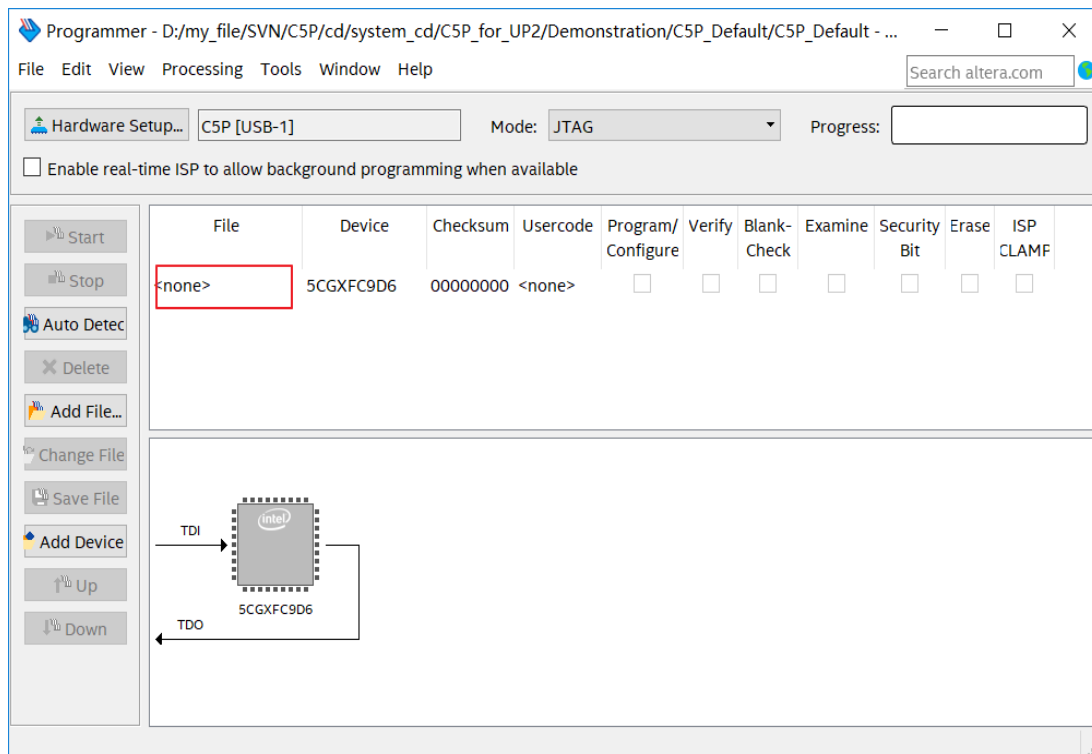 Programmer - D:/my_file/SVN/C5P/cd/system_cd/C5P_for_UP2/Demonstration/C5P_Default/C5P_Default - ...
File Edit View Processing Tools Window Help
Search altera.com
Hardware Setup... C5P [USB-1] Mode: JTAG Progress:
Enable real-time ISP to allow background programming when available
File Device Checksum Usercode Program/ Verify Blank- Examine Security Erase ISP
Configure Check Bit CLAMP
<none> 5CGXFC9D6 00000000 <none>
Start
Stop
Auto Detec
Delete
Add File...
Change File
Save File
Add Device
Up
Down
intel
TDI
5CGXFC9D6
TDO